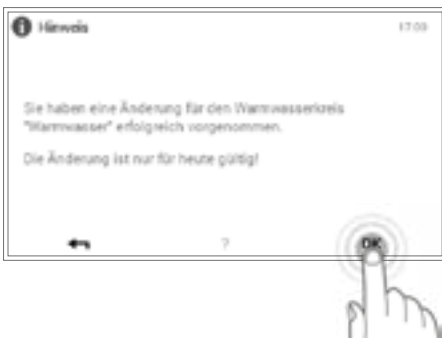 Hinweis 17:09
Sie haben eine Änderung für den Warmwasserkreis
"Warmwasser" erfolgreich vorgenommen.
Die Änderung ist nur für heute gültig!
?
OK